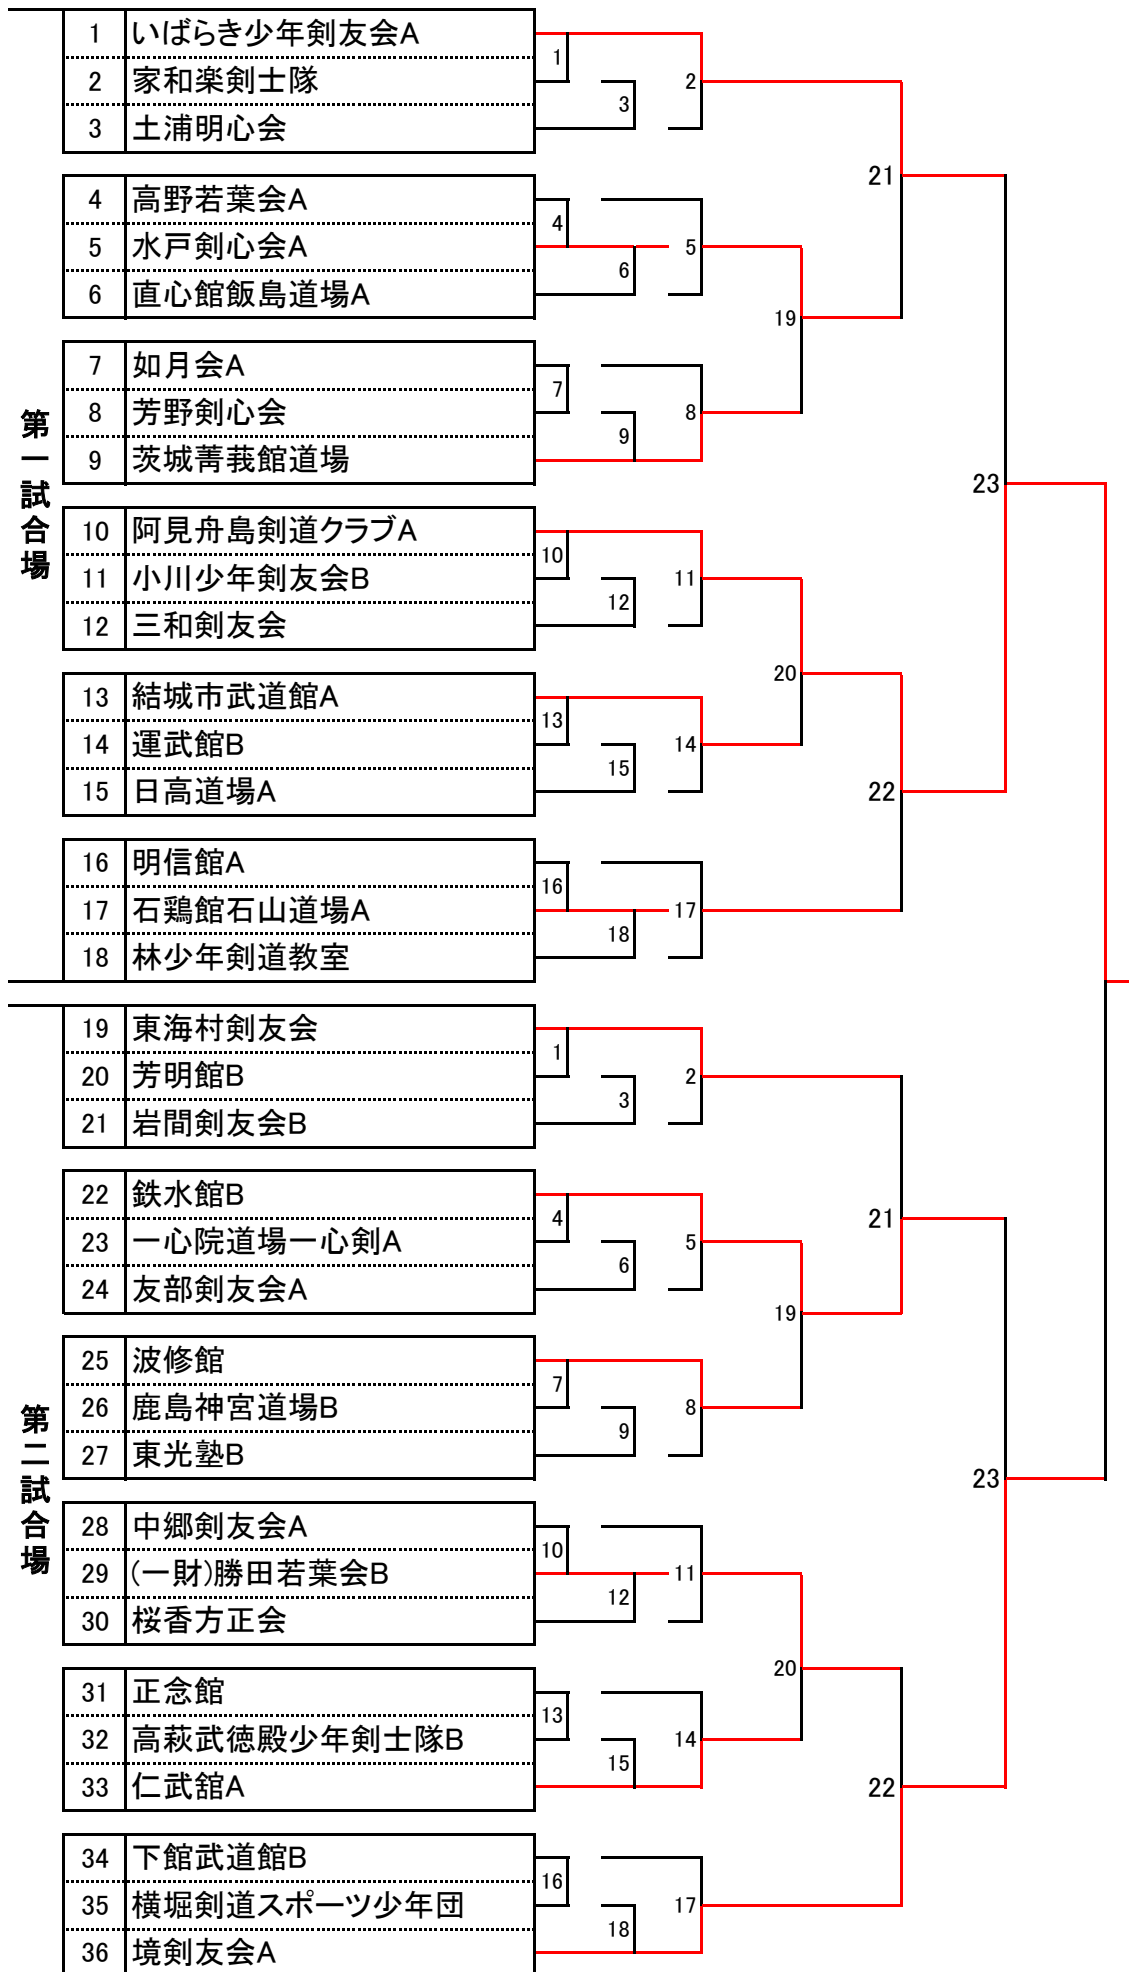 第一試合場
1 いばらき少年剣友会A
2 家和楽剣士隊
3 土浦明心会
1
3
2
4 高野若葉会A
5 水戸剣心会A
6 直心館飯島道場A
4
6
5
7 如月会A
8 芳野剣心会
9 茨城菁莪館道場
7
9
8
19
21
10 阿見舟島剣道クラブA
11 小川少年剣友会B
12 三和剣友会
10
12
11
13 結城市武道館A
14 運武館B
15 日高道場A
13
15
14
20
16 明信館A
17 石鶏館石山道場A
18 林少年剣道教室
16
18
17
22
23
第二試合場
19 東海村剣友会
20 芳明館B
21 岩間剣友会B
1
3
2
22 鉄水館B
23 一心院道場一心剣A
24 友部剣友会A
4
6
5
25 波修館
26 鹿島神宮道場B
27 東光塾B
7
9
8
19
21
28 中郷剣友会A
29 (一財)勝田若葉会B
30 桜香方正会
10
12
11
31 正念館
32 高萩武徳殿少年剣士隊B
33 仁武舘A
13
15
14
20
34 下館武道館B
35 横堀剣道スポーツ少年団
36 境剣友会A
16
18
17
22
23